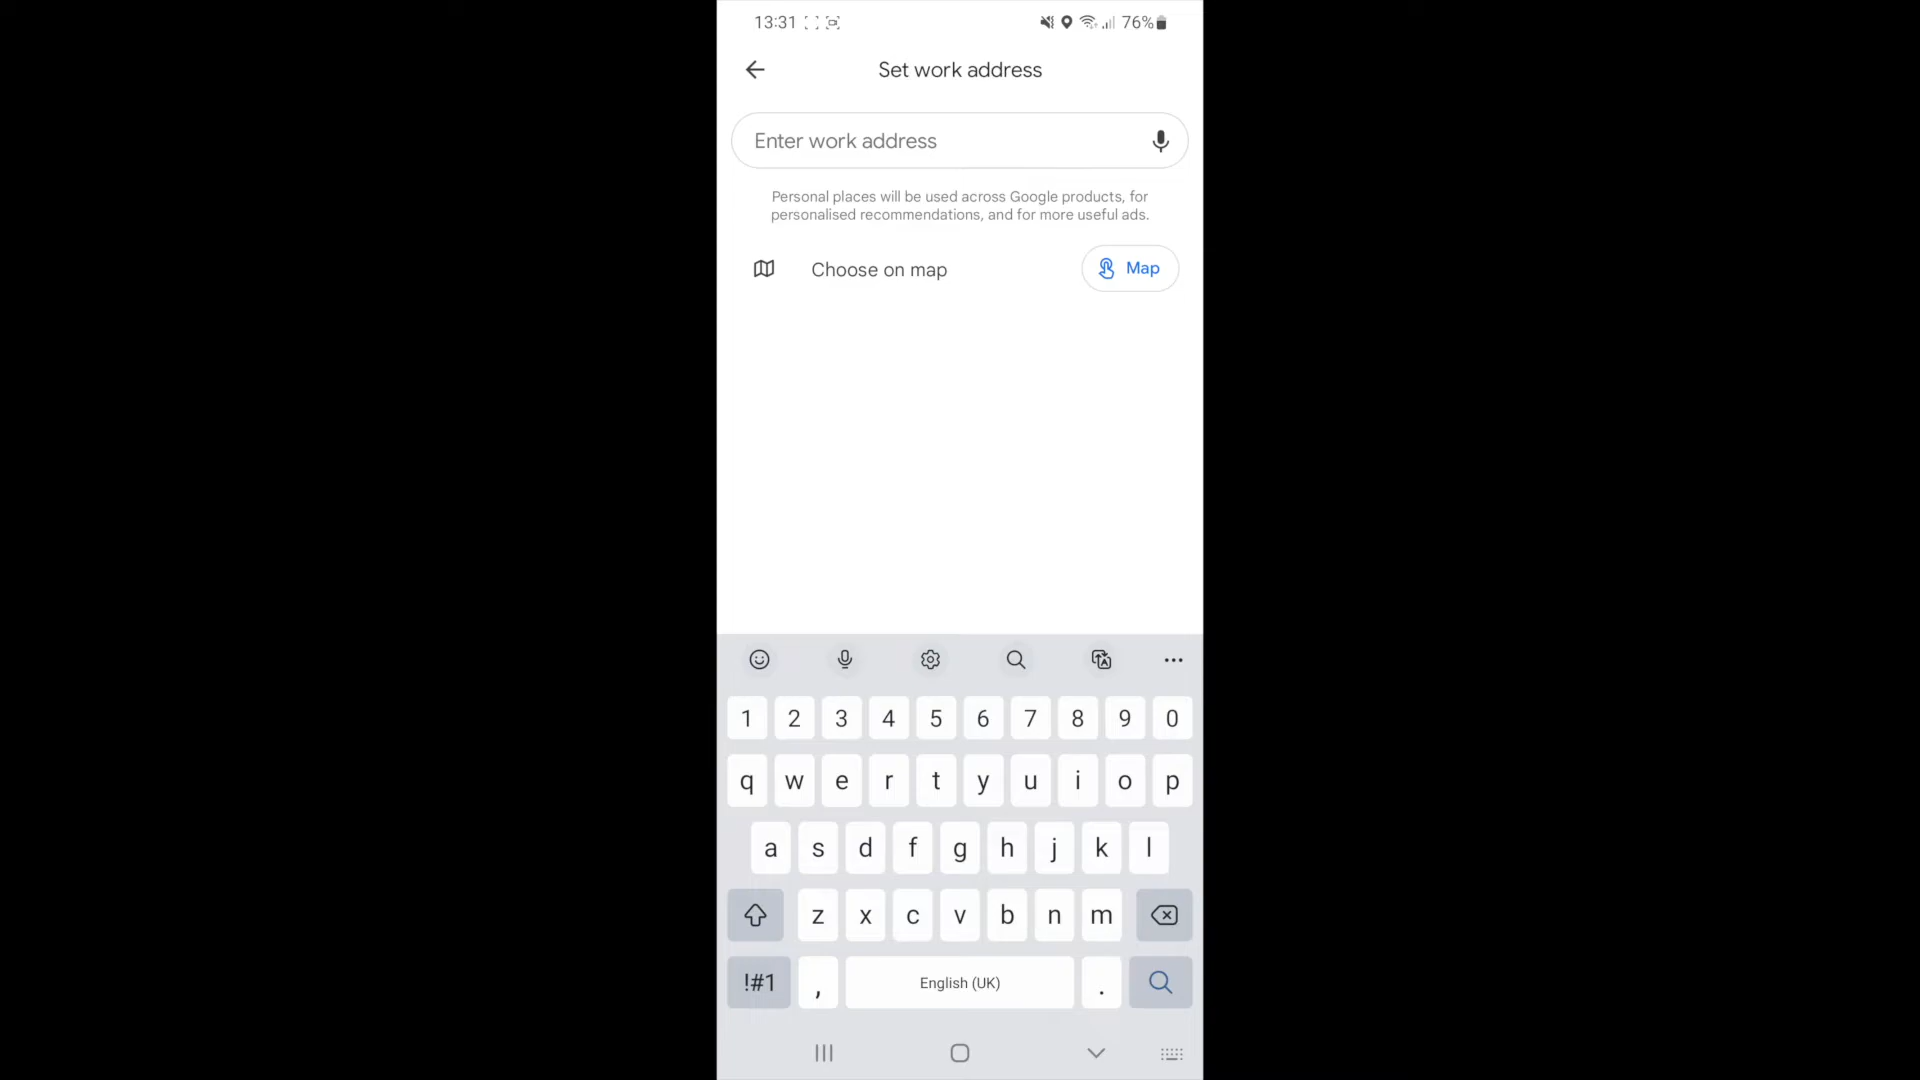 13:31 76%
Set work address
Enter work address
Personal places will be used across Google products, for
personalised recommendations, and for more useful ads.
Choose on map Map
1 2 3 4 5 6 7 8 9 0
q w e r t y u i o p
a s d f g h j k l
z x c v b n m
!#1 , English (UK) .